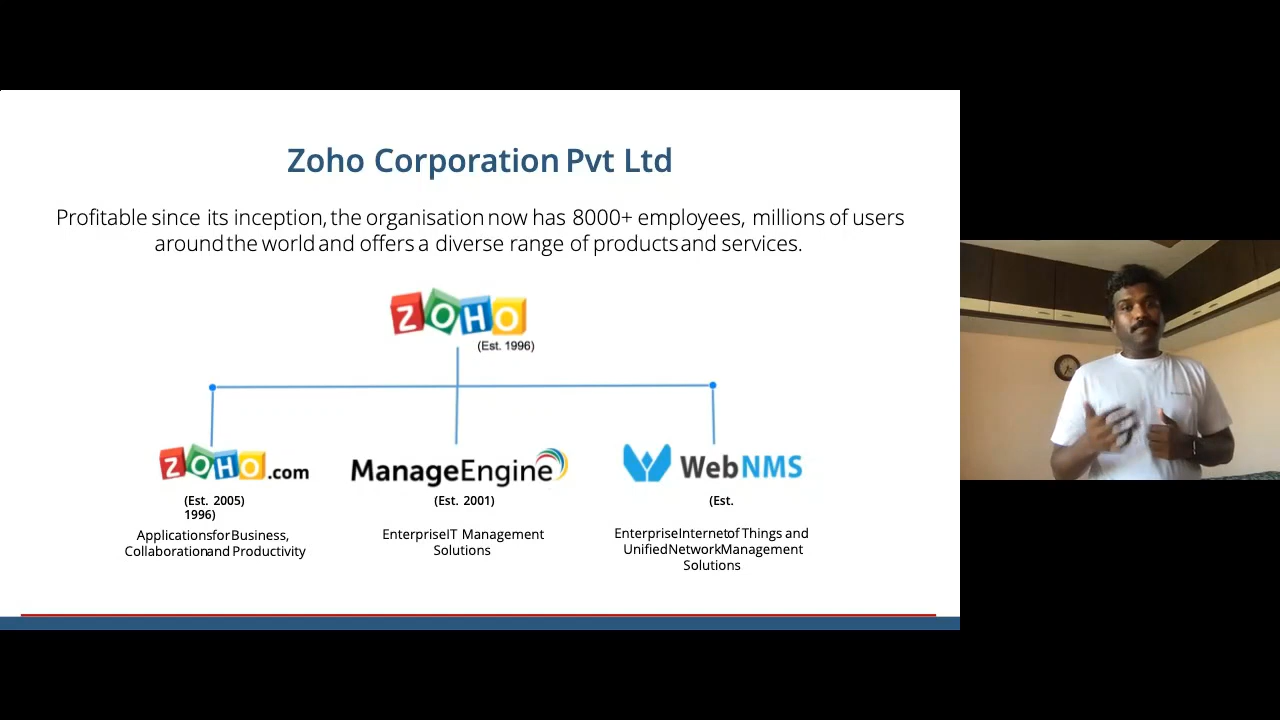 Zoho Corporation Pvt Ltd
Profitable since its inception, the organisation now has 8000+ employees, millions of users
around the world and offers a diverse range of products and services.
ZOHO
(Est. 1996)
ZOHO.com
ManageEngine
WebNMS
(Est. 2005)
1996)
(Est. 2001)
(Est.
Applications for Business,
Collaboration and Productivity
Enterprise IT Management
Solutions
Enterprise Internet of Things and
Unified Network Management
Solutions